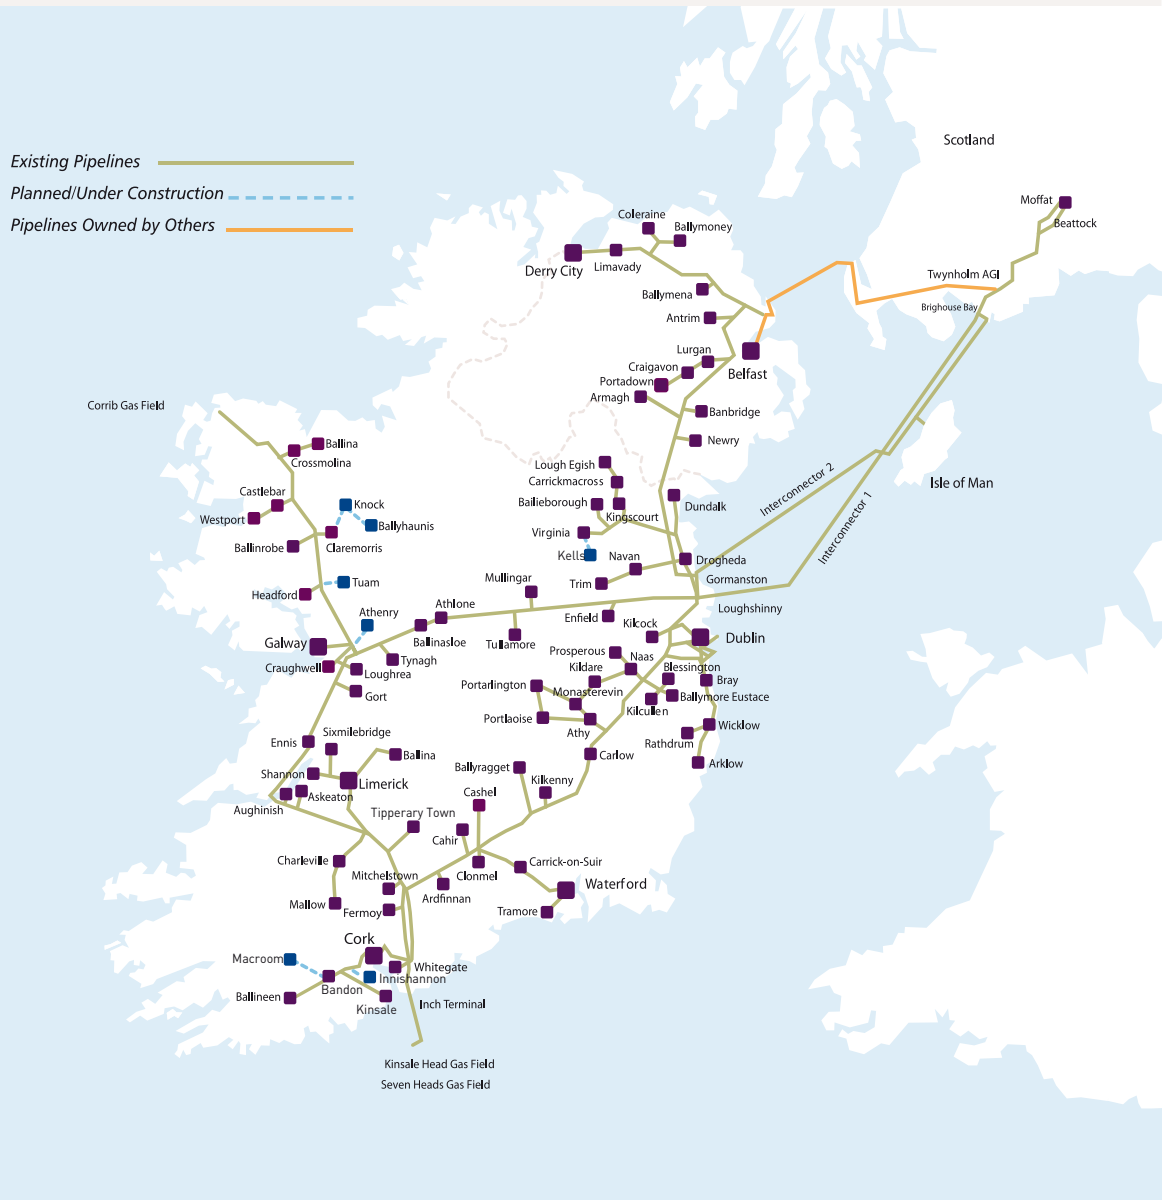 Scotland
Existing Pipelines
Planned/Under Construction
Pipelines Owned by Others
Moffat
Beattock
Coleraine
Ballymoney
Derry City
Limavady
Twynholm AGI
Ballymena
Brighouse Bay
Antrim
Lurgan
Craigavon
Belfast
Portadown
Armagh
Corrib Gas Field
Banbridge
Newry
Ballina
Crossmolina
Lough Egish
Carrickmacross
Isle of Man
Interconnector 2
Castlebar
Knock
Bailieborough
Dundalk
Westport
Kingscourt
Ballyhaunis
Interconnector 1
Virginia
Ballinrobe
Claremorris
Kells
Navan
Drogheda
Mullingar
Trim
Gormanston
Tuam
Headford
Athlone
Loughshinny
Athenry
Enfield
Kilcock
Galway
Ballinasloe
Tullamore
Dublin
Prosperous
Naas
Craughwell
Loughrea
Tynagh
Kildare
Blessington
Bray
Gort
Portarlington
Monasterevin
Ballymore Eustace
Kilcullen
Portlaoise
Athy
Wicklow
Ennis
Sixmilebridge
Rathdrum
Ballina
Carlow
Arklow
Shannon
Limerick
Ballyragget
Kilkenny
Askeaton
Cashel
Aughinish
Tipperary Town
Cahir
Charleville
Carrick-on-Suir
Mitchelstown
Clonmel
Waterford
Ardfinnan
Mallow
Fermoy
Tramore
Cork
Macroom
Whitegate
Innishannon
Bandon
Ballineen
Kinsale
Inch Terminal
Kinsale Head Gas Field
Seven Heads Gas Field